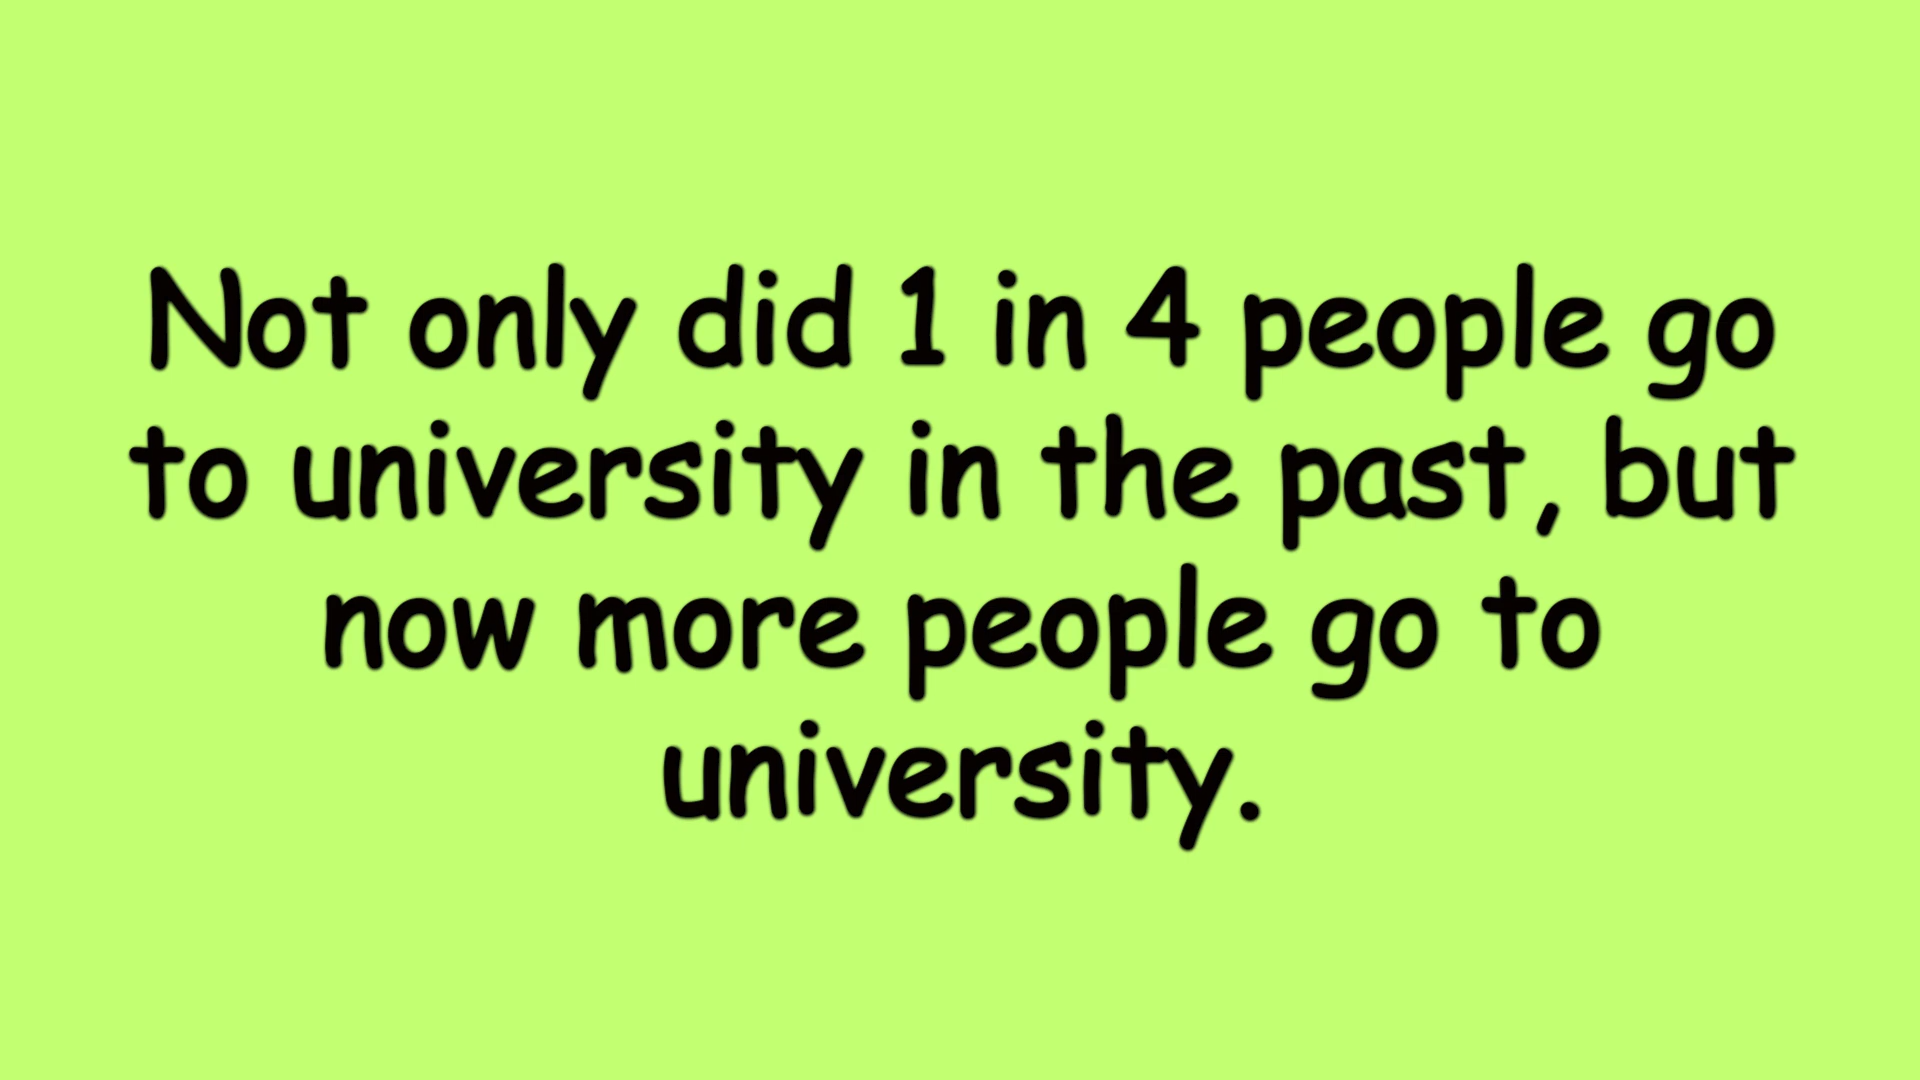 Not only did 1 in 4 people go
to university in the past, but
now more people go to
university.